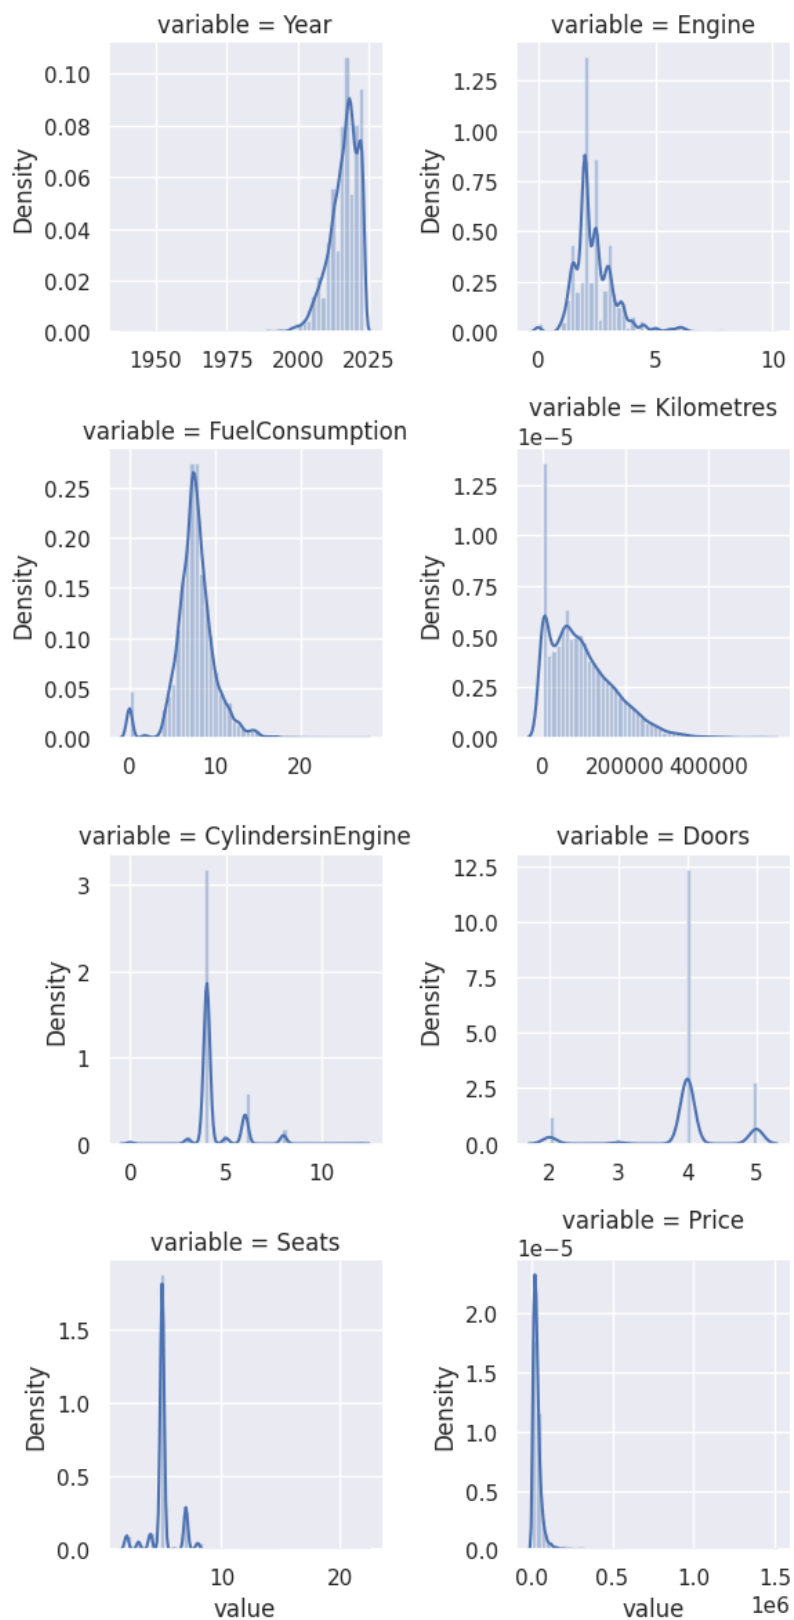 variable = Year
variable = Engine
Density
0.10
0.08
0.06
0.04
0.02
0.00
1950 1975 2000 2025
Density
1.25
1.00
0.75
0.50
0.25
0.00
0 5 10
variable = FuelConsumption
variable = Kilometres
Density
0.25
0.20
0.15
0.10
0.05
0.00
0 10 20
1e−5
Density
1.25
1.00
0.75
0.50
0.25
0.00
0 200000 400000
variable = CylindersinEngine
variable = Doors
Density
3
2
1
0
0 5 10
Density
12.5
10.0
7.5
5.0
2.5
0.0
2 3 4 5
variable = Seats
variable = Price
Density
1.5
1.0
0.5
0.0
10 20
value
1e−5
Density
2.0
1.5
1.0
0.5
0.0
0.0 0.5 1.0 1.5
value
1e6